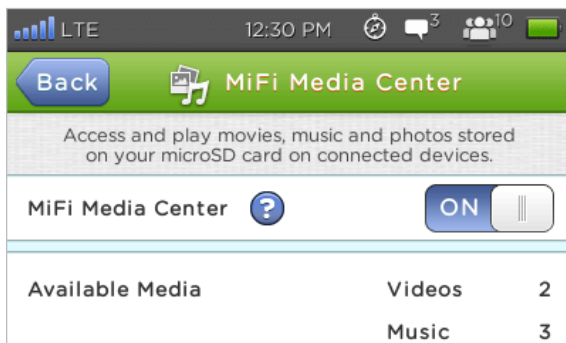 LTE 12:30 PM 3 10
Back MiFi Media Center
Access and play movies, music and photos stored
on your microSD card on connected devices.
MiFi Media Center ? ON
Available Media Videos 2
Music 3